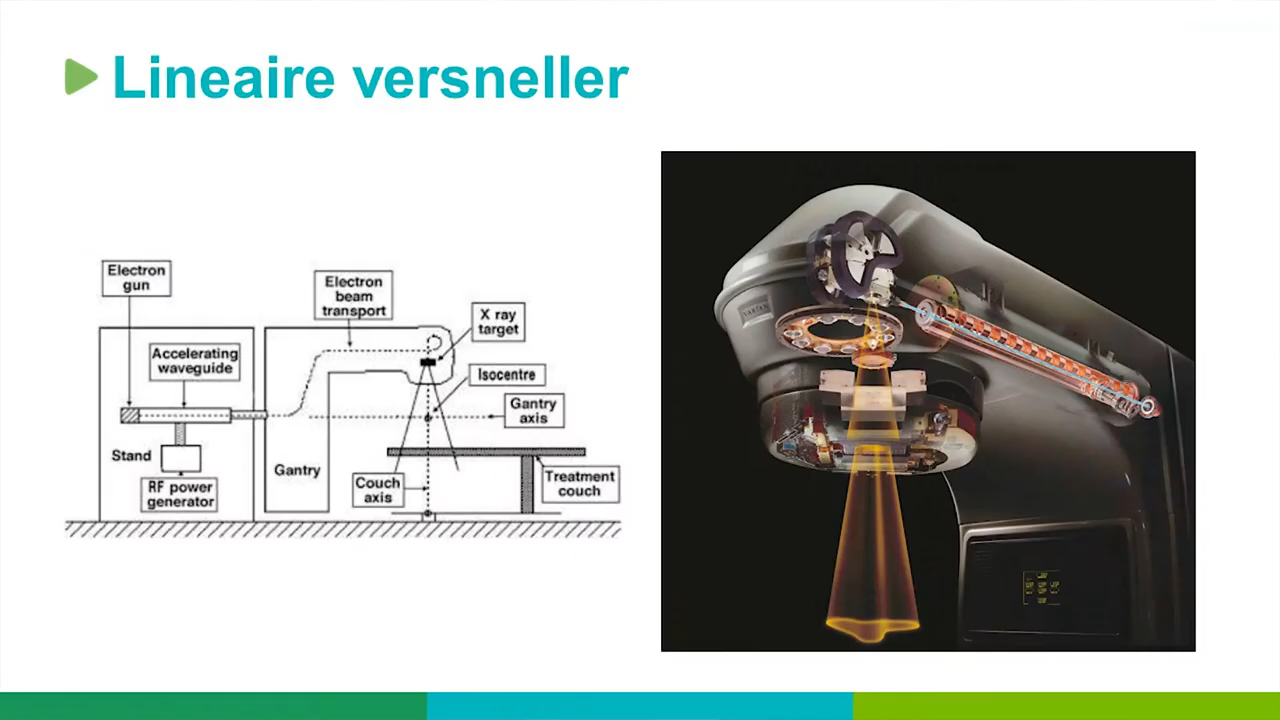 Lineaire versneller
Electron
gun
Electron
beam
transport
X ray
target
Accelerating
waveguide
Isocentre
Gantry
axis
Stand
Gantry
RF power
generator
Couch
axis
Treatment
couch
VARIAN